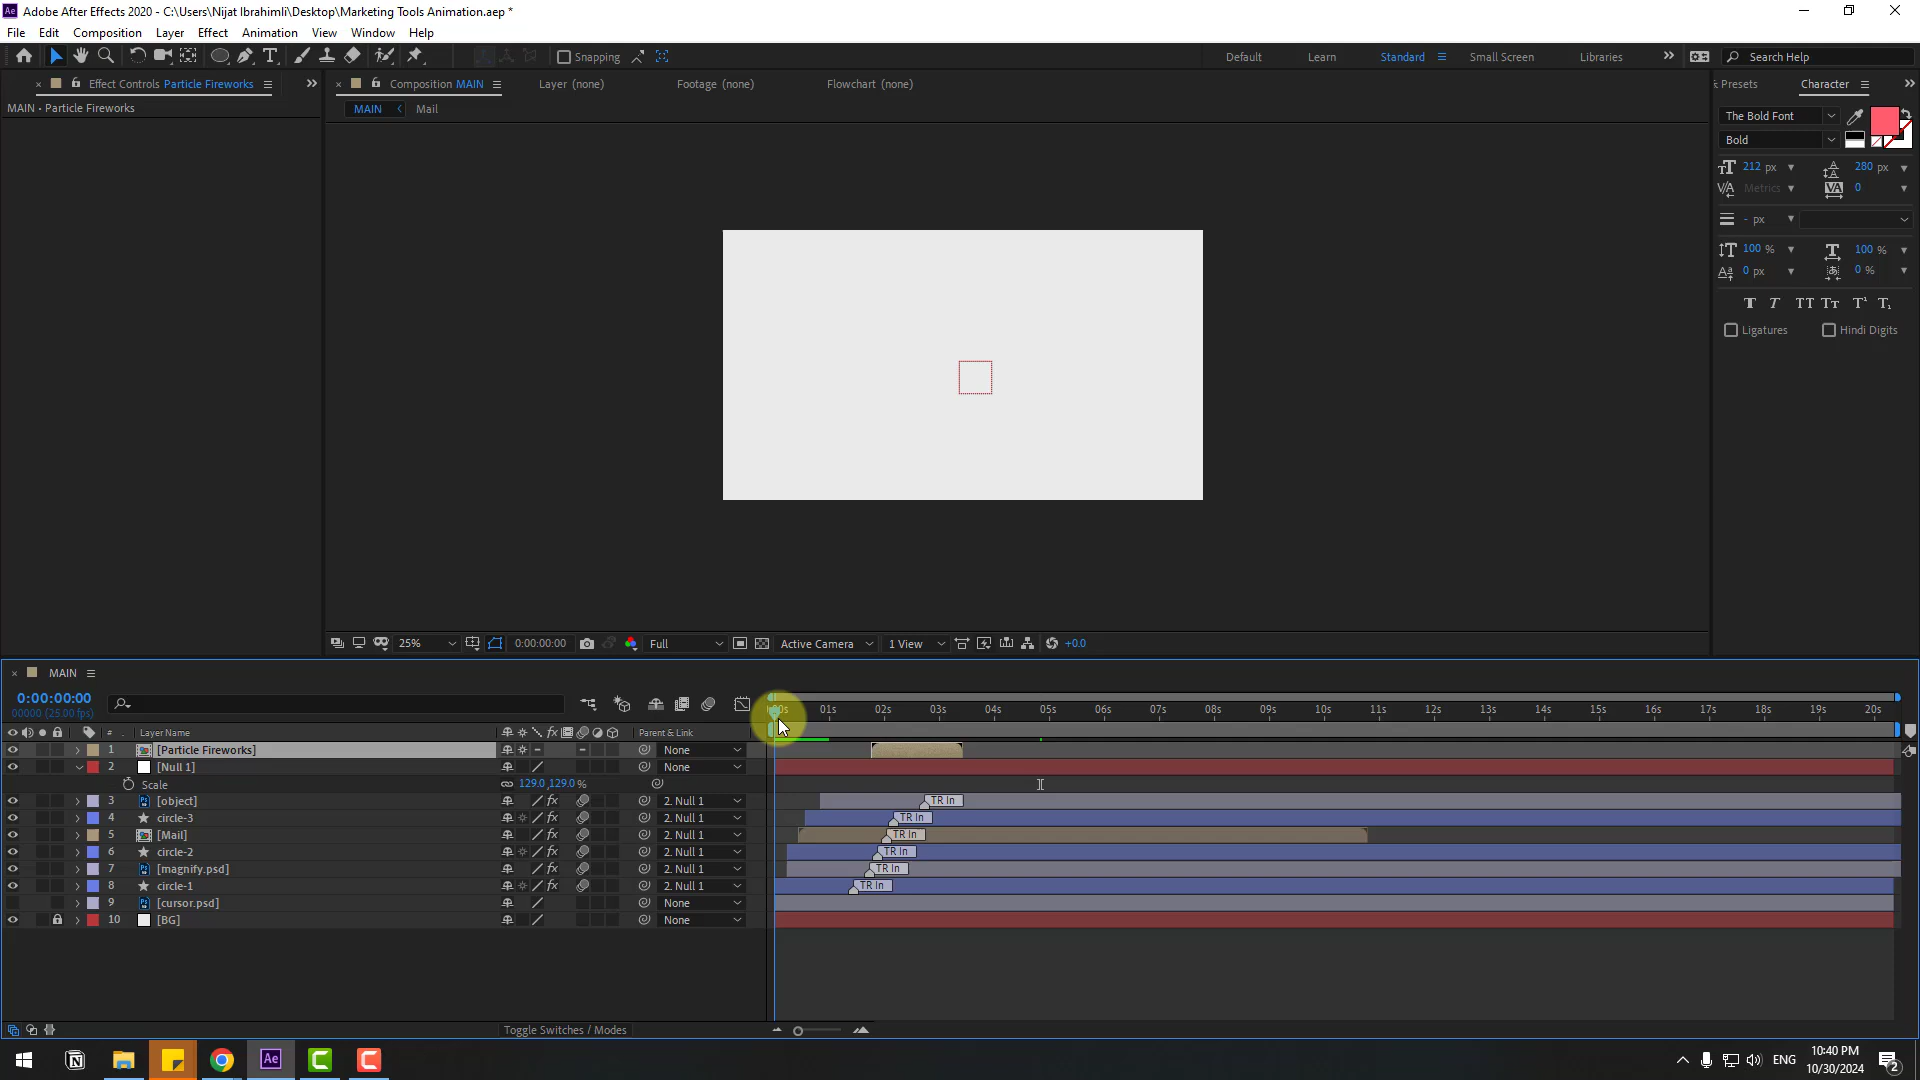 Adobe After Effects 2020 - C:\Users\Nijat Ibrahimli\Desktop\Marketing Tools Animation.aep *
File Edit Composition Layer Effect Animation View Window Help
Snapping
Default Learn Standard Small Screen Libraries Search Help
Effect Controls Particle Fireworks
Composition MAIN Layer (none) Footage (none) Flowchart (none)
Presets Character
MAIN • Particle Fireworks
MAIN Mail
The Bold Font
Bold
212 px 280 px
Metrics 0
- px
100 % 100 %
0 px 0 %
Ligatures Hindi Digits
25% 0:00:00:00 Full Active Camera 1 View +0.0
MAIN
0:00:00:00
00000 (25.00 fps)
01s 02s 03s 04s 05s 06s 07s 08s 09s 10s 11s 12s 13s 14s 15s 16s 17s 18s 19s 20s
# Layer Name Parent & Link
1 [Particle Fireworks] None
2 [Null 1] None
Scale 129.0,129.0 %
3 [object] 2. Null 1 TR In
4 circle-3 2. Null 1 TR In
5 [Mail] 2. Null 1 TR In
6 circle-2 2. Null 1 TR In
7 [magnify.psd] 2. Null 1 TR In
8 circle-1 2. Null 1 TR In
9 [cursor.psd] None
10 [BG] None
Toggle Switches / Modes
ENG 10:40 PM
10/30/2024 2